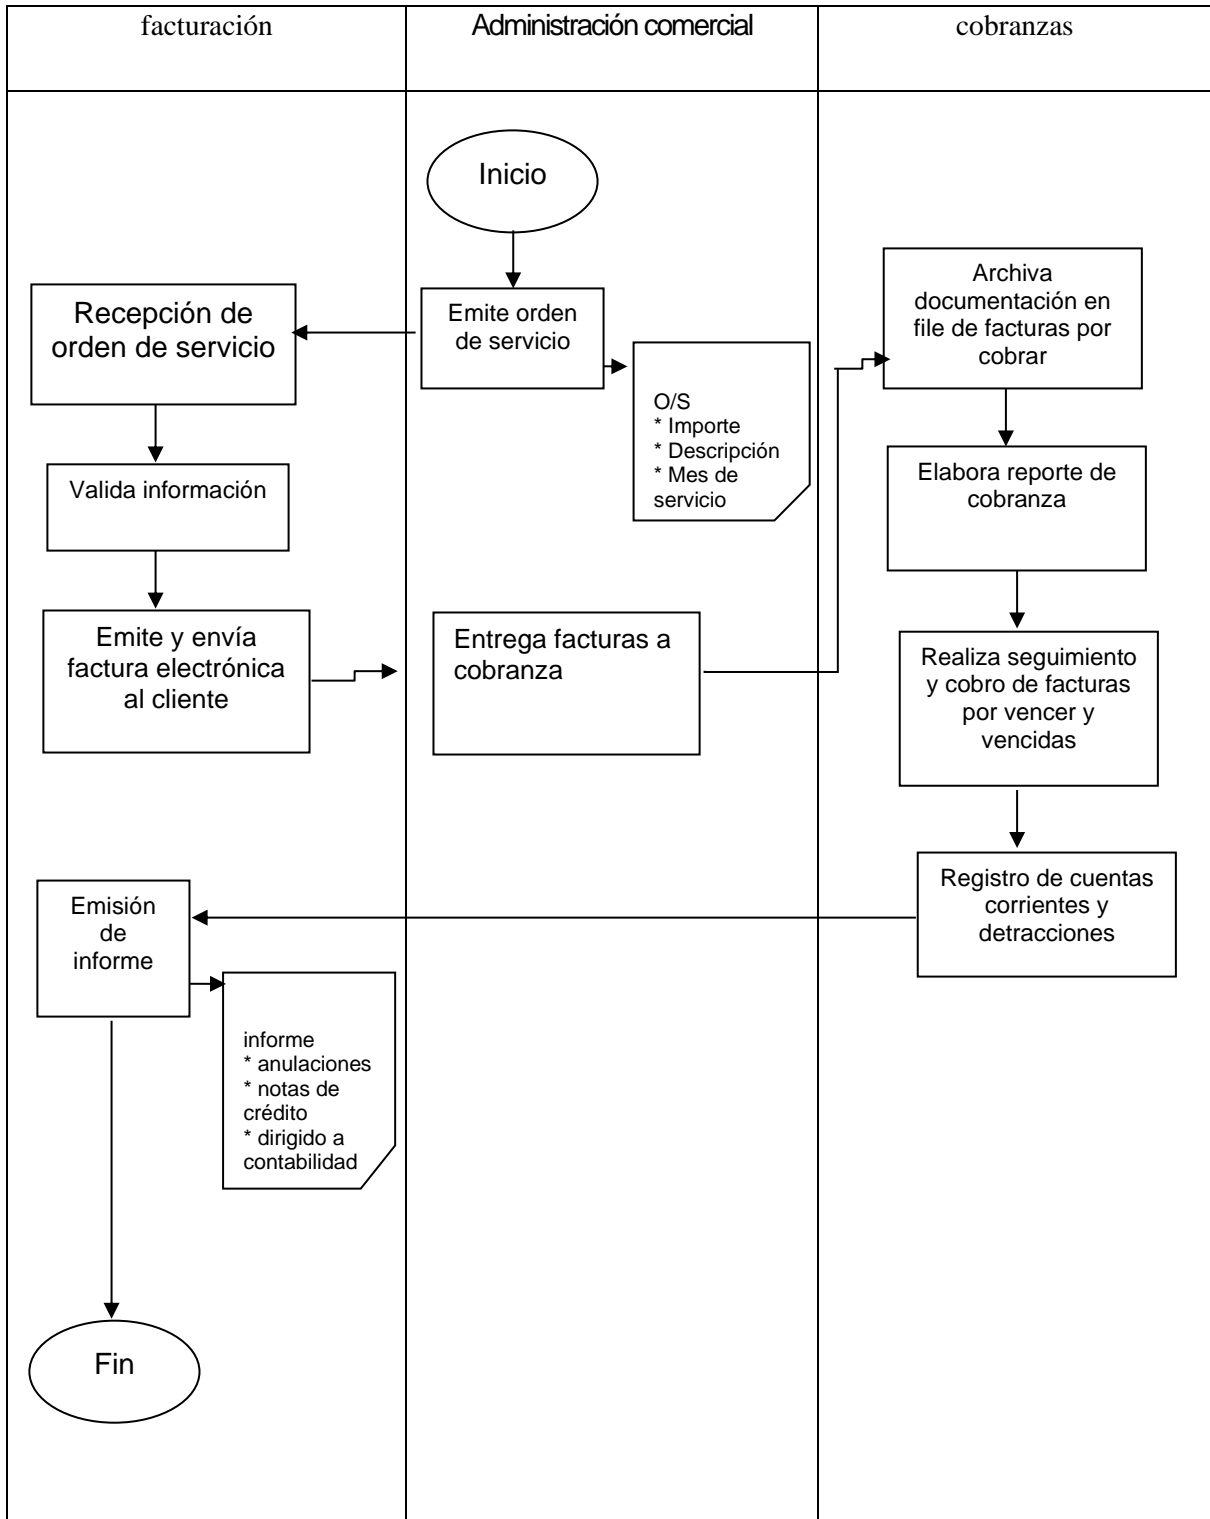 facturación
Administración comercial
cobranzas
Inicio
Emite orden
de servicio
O/S
* Importe
* Descripción
* Mes de
servicio
Recepción de
orden de servicio
Valida información
Emite y envía
factura electrónica
al cliente
Entrega facturas a
cobranza
Archiva
documentación en
file de facturas por
cobrar
Elabora reporte de
cobranza
Realiza seguimiento
y cobro de facturas
por vencer y
vencidas
Registro de cuentas
corrientes y
detracciones
Emisión
de
informe
informe
* anulaciones
* notas de
crédito
* dirigido a
contabilidad
Fin